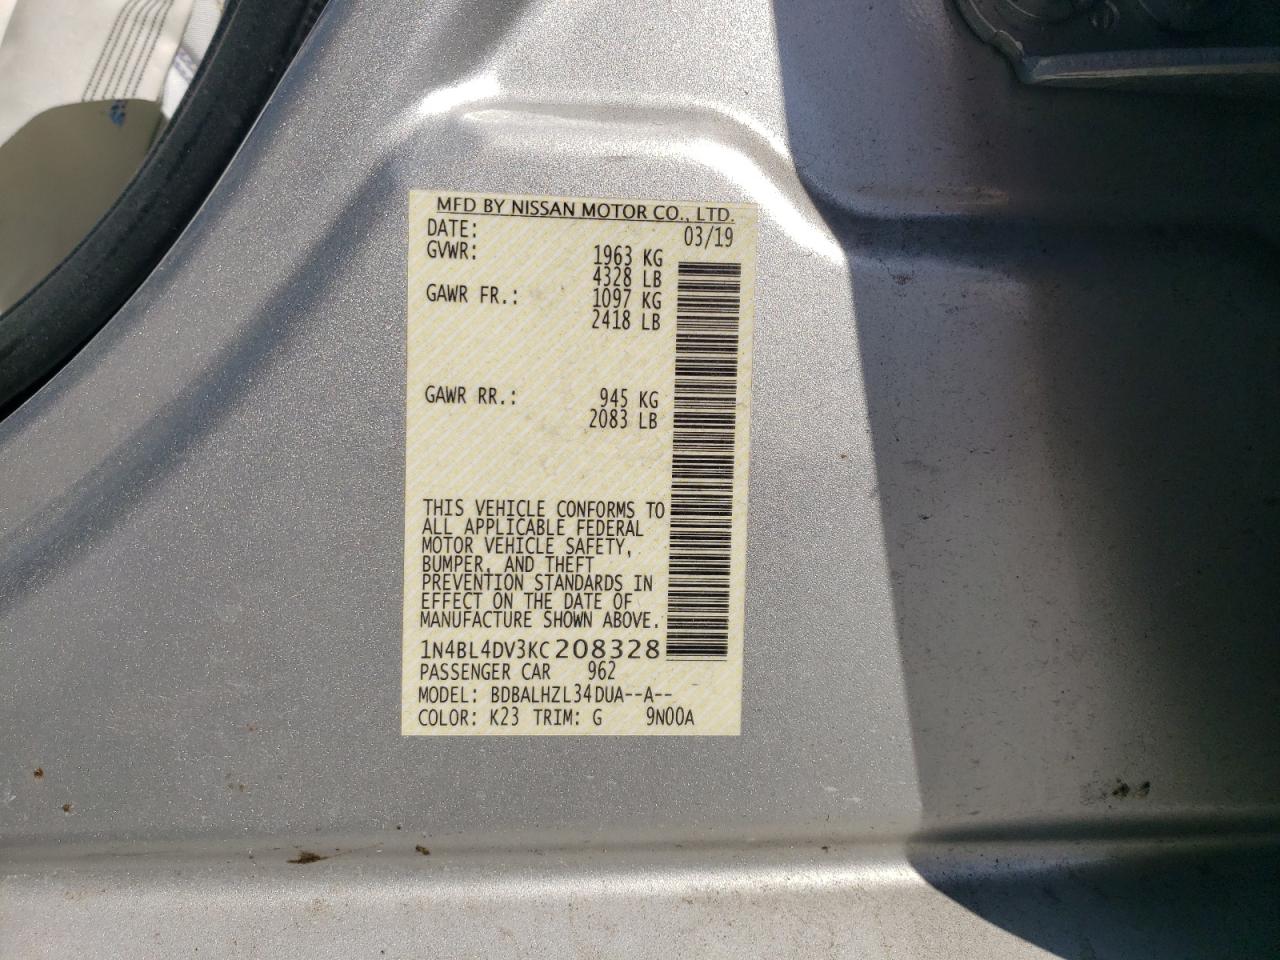 MFD BY NISSAN MOTOR CO., LTD.
DATE: 03/19
GVWR: 1963 KG
4328 LB
GAWR FR.: 1097 KG
2418 LB
GAWR RR.: 945 KG
2083 LB
THIS VEHICLE CONFORMS TO
ALL APPLICABLE FEDERAL
MOTOR VEHICLE SAFETY,
BUMPER, AND THEFT
PREVENTION STANDARDS IN
EFFECT ON THE DATE OF
MANUFACTURE SHOWN ABOVE.
1N4BL4DV3KC208328
PASSENGER CAR 962
MODEL: BDBALHZL34DUA--A--
COLOR: K23 TRIM: G 9N00A